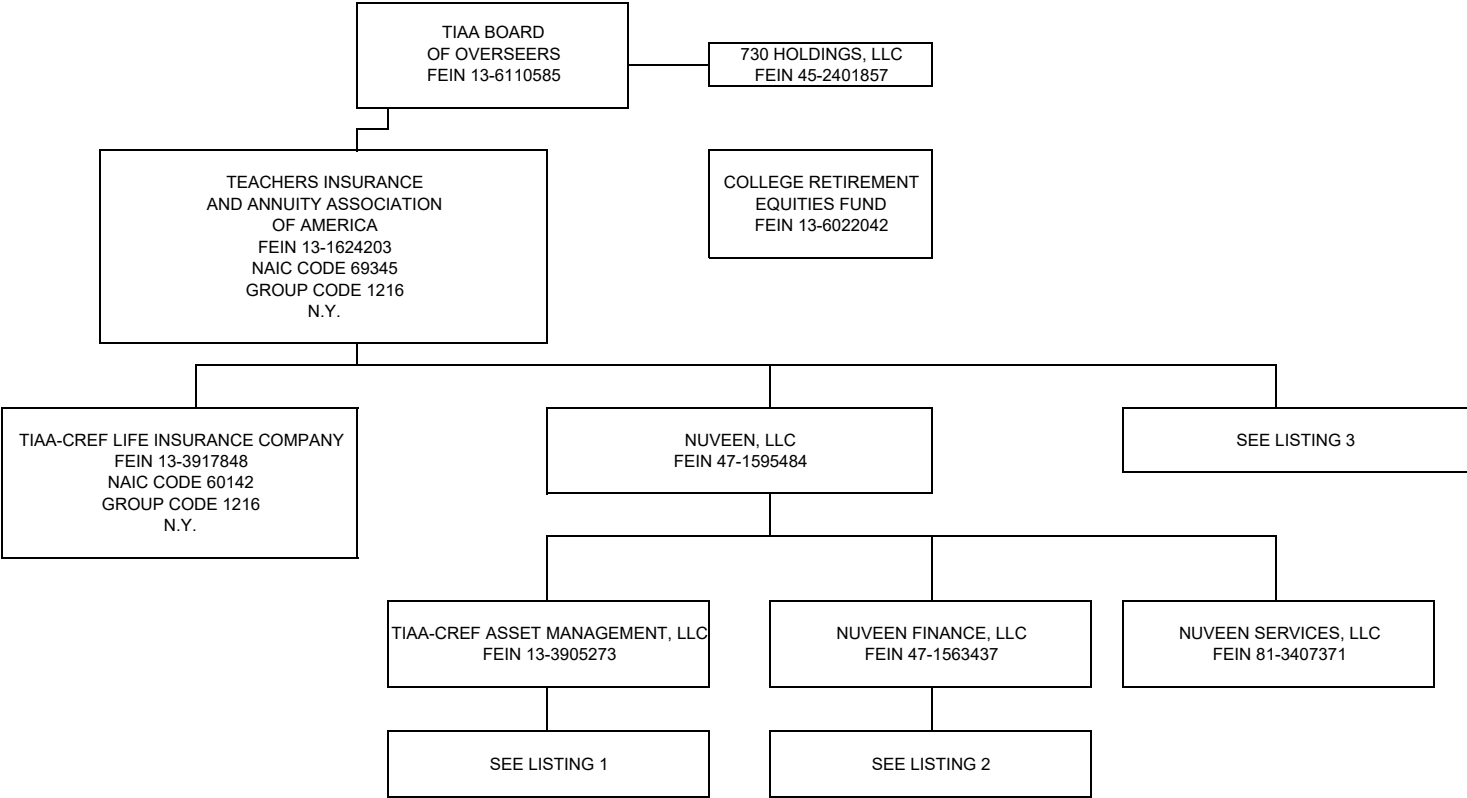 TIAA BOARD
OF OVERSEERS
FEIN 13-6110585
730 HOLDINGS, LLC
FEIN 45-2401857
TEACHERS INSURANCE
AND ANNUITY ASSOCIATION
OF AMERICA
FEIN 13-1624203
NAIC CODE 69345
GROUP CODE 1216
N.Y.
COLLEGE RETIREMENT
EQUITIES FUND
FEIN 13-6022042
TIAA-CREF LIFE INSURANCE COMPANY
FEIN 13-3917848
NAIC CODE 60142
GROUP CODE 1216
N.Y.
NUVEEN, LLC
FEIN 47-1595484
SEE LISTING 3
TIAA-CREF ASSET MANAGEMENT, LLC
FEIN 13-3905273
NUVEEN FINANCE, LLC
FEIN 47-1563437
NUVEEN SERVICES, LLC
FEIN 81-3407371
SEE LISTING 1
SEE LISTING 2